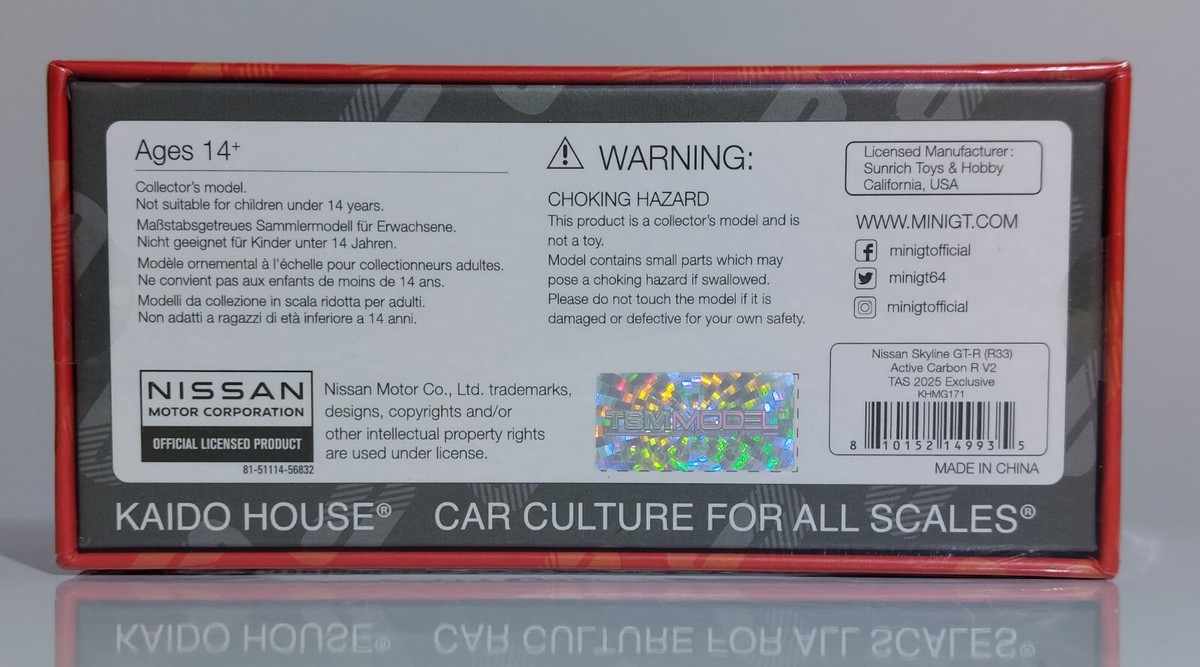 Ages 14+
Collector's model.
Not suitable for children under 14 years.
Maßstabsgetreues Sammlermodell für Erwachsene.
Nicht geeignet für Kinder unter 14 Jahren.
Modèle ornemental à l'échelle pour collectionneurs adultes.
Ne convient pas aux enfants de moins de 14 ans.
Modelli da collezione in scala ridotta per adulti.
Non adatti a ragazzi di età inferiore a 14 anni.
WARNING:
CHOKING HAZARD
This product is a collector's model and is
not a toy.
Model contains small parts which may
pose a choking hazard if swallowed.
Please do not touch the model if it is
damaged or defective for your own safety.
Licensed Manufacturer:
Sunrich Toys & Hobby
California, USA
WWW.MINIGT.COM
minigtofficial
minigt64
minigtofficial
NISSAN
MOTOR CORPORATION
OFFICIAL LICENSED PRODUCT
81-51114-56832
Nissan Motor Co., Ltd. trademarks,
designs, copyrights and/or
other intellectual property rights
are used under license.
TSM MODEL
Nissan Skyline GT-R (R33)
Active Carbon R V2
TAS 2025 Exclusive
KHMG171
8 10152 14993 5
MADE IN CHINA
KAIDO HOUSE® CAR CULTURE FOR ALL SCALES®